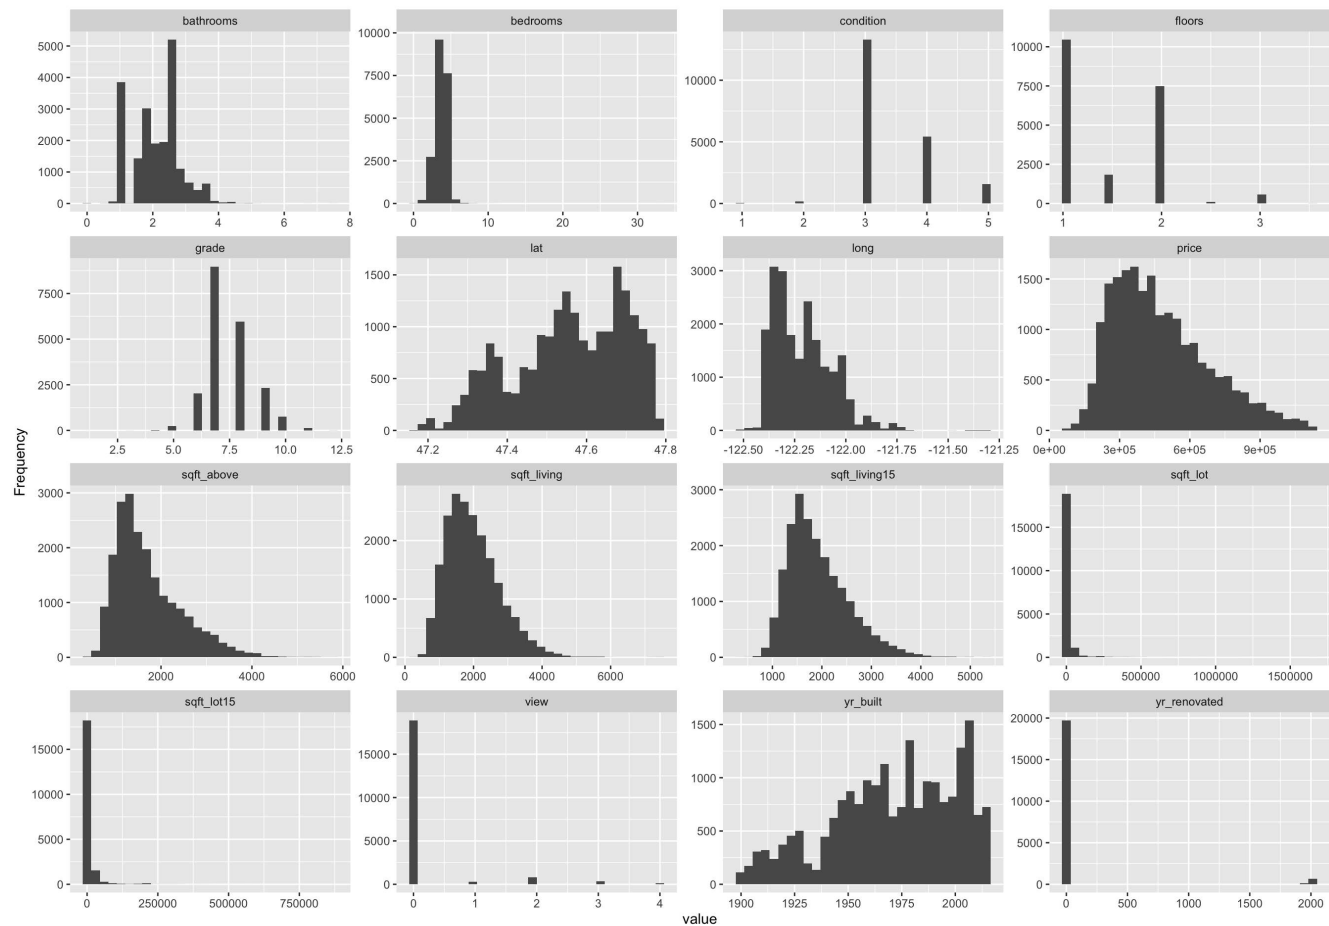 bathrooms
5000
4000
3000
2000
1000
0
0 2 4 6 8
bedrooms
10000
7500
5000
2500
0
0 10 20 30
condition
10000
5000
0
1 2 3 4 5
floors
10000
7500
5000
2500
0
1 2 3
grade
7500
5000
2500
0
2.5 5.0 7.5 10.0 12.5
lat
1500
1000
500
0
47.2 47.4 47.6 47.8
long
3000
2000
1000
0
-122.50 -122.25 -122.00 -121.75 -121.50 -121.25
price
1500
1000
500
0
0e+00 3e+05 6e+05 9e+05
Frequency
sqft_above
3000
2000
1000
0
2000 4000 6000
sqft_living
2000
1000
0
0 2000 4000 6000
sqft_living15
3000
2000
1000
0
1000 2000 3000 4000 5000
sqft_lot
15000
10000
5000
0
0 500000 1000000 1500000
sqft_lot15
15000
10000
5000
0
0 250000 500000 750000
view
15000
10000
5000
0
0 1 2 3 4
yr_built
1500
1000
500
0
1900 1925 1950 1975 2000
yr_renovated
20000
15000
10000
5000
0
0 500 1000 1500 2000
value